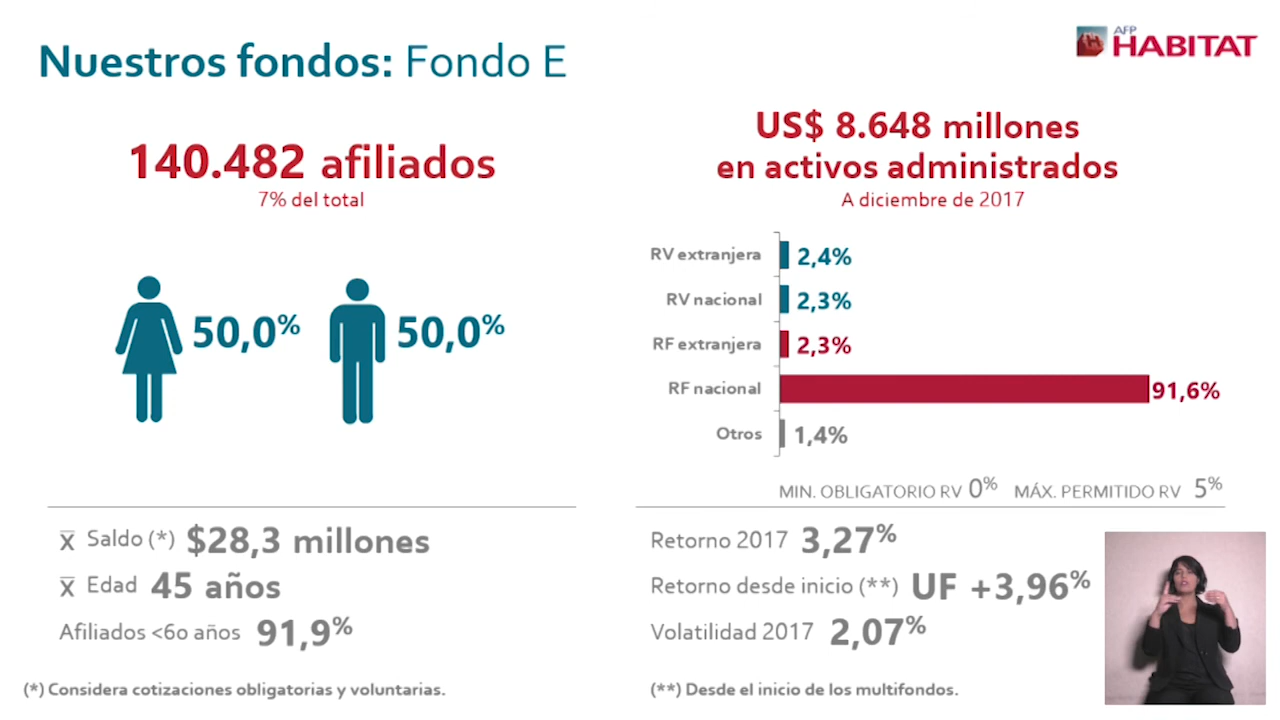 Nuestros fondos: Fondo E
AFP
HABITAT
140.482 afiliados
7% del total
50,0%
50,0%
US$ 8.648 millones
en activos administrados
A diciembre de 2017
RV extranjera 2,4%
RV nacional 2,3%
RF extranjera 2,3%
RF nacional 91,6%
Otros 1,4%
MIN. OBLIGATORIO RV 0% MÁX. PERMITIDO RV 5%
x̅ Saldo (*) $28,3 millones
x̅ Edad 45 años
Afiliados <60 años 91,9%
(*) Considera cotizaciones obligatorias y voluntarias.
Retorno 2017 3,27%
Retorno desde inicio (**) UF +3,96%
Volatilidad 2017 2,07%
(**) Desde el inicio de los multifondos.